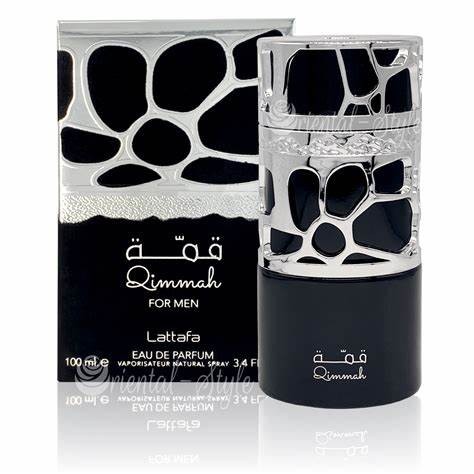 قمّة
Qimmah
FOR MEN
Lattafa
EAU DE PARFUM
100 ml.e VAPORISATEUR NATURAL SPRAY 3.4 FL
قمّة
Qimmah
Oriental-Style
Oriental-Style